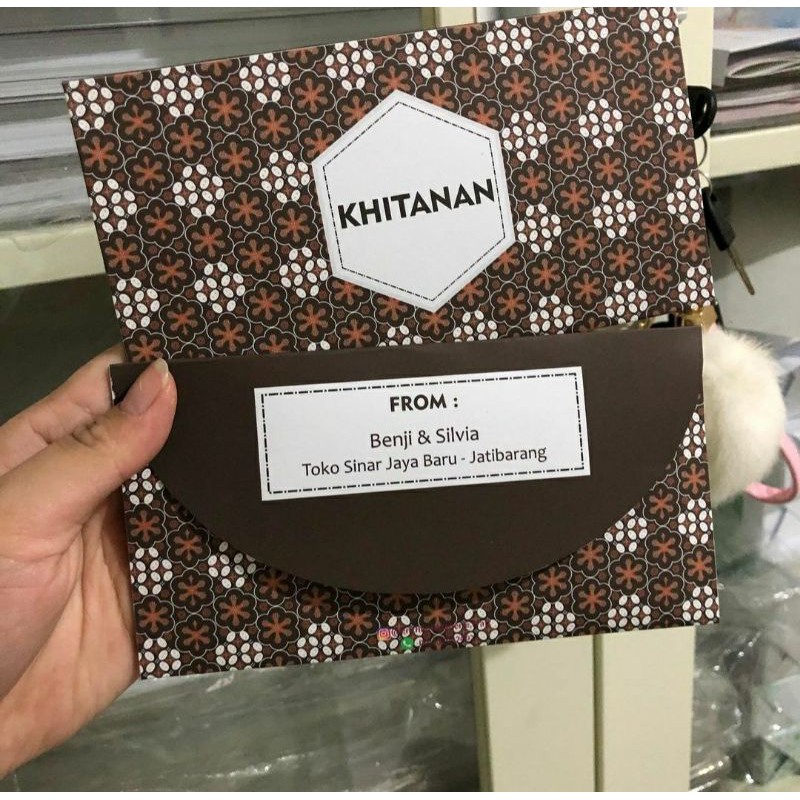 KHITANAN
FROM :
Benji & Silvia
Toko Sinar Jaya Baru - Jatibarang